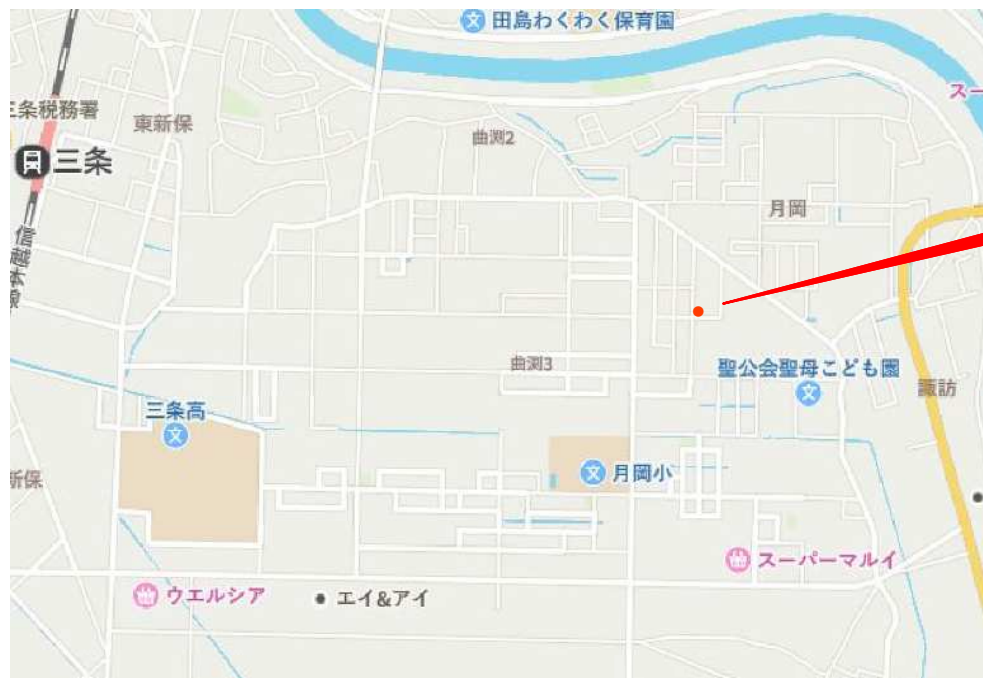 田島わくわく保育園
スー
三条税務署
東新保
曲渕2
三条
月岡
信越本線
曲渕3
聖公会聖母こども園
諏訪
三条高
新保
月岡小
スーパーマルイ
ウエルシア
エイ&アイ